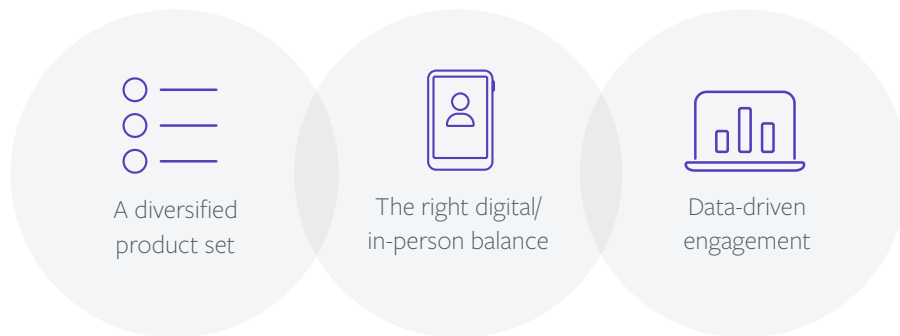 A diversified
product set
The right digital/
in-person balance
Data-driven
engagement